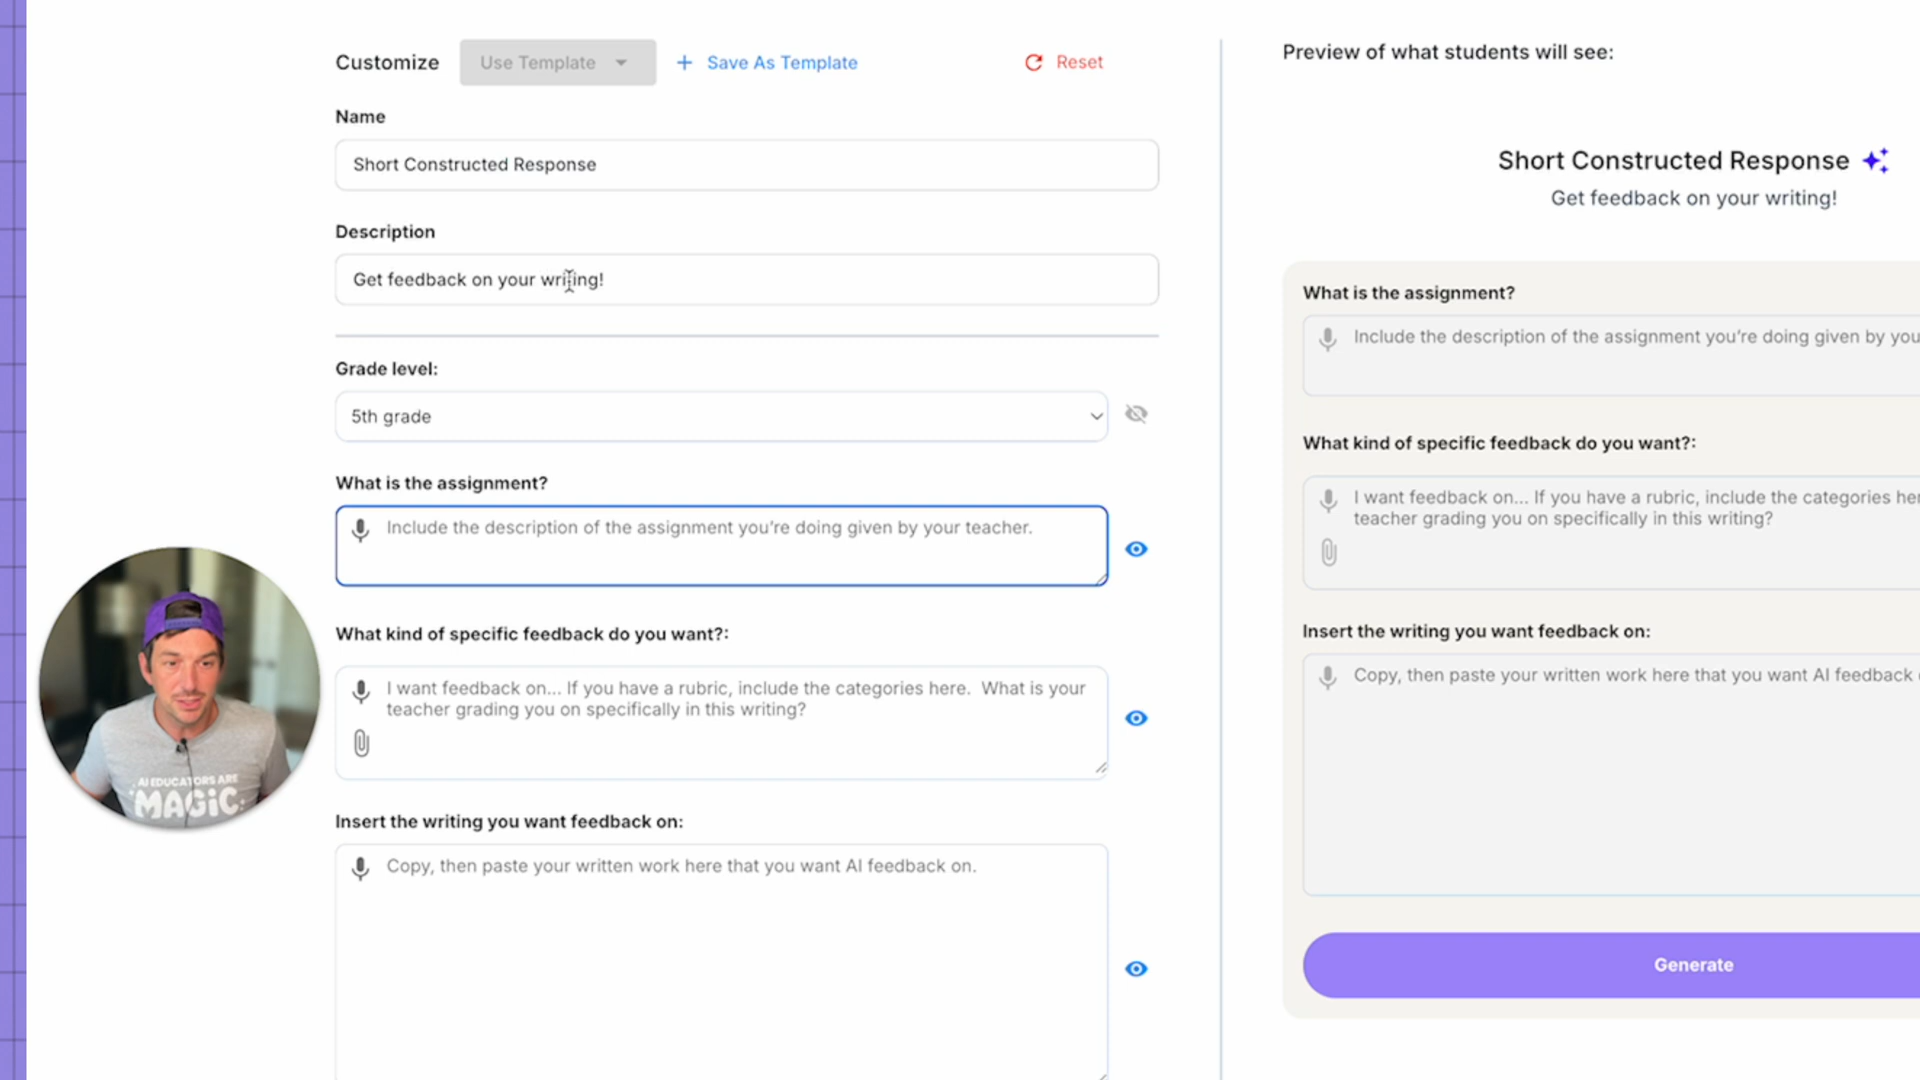 Customize
Use Template
Save As Template
Reset
Name
Short Constructed Response
Description
Get feedback on your writing!
Grade level:
5th grade
What is the assignment?
Include the description of the assignment you're doing given by your teacher.
What kind of specific feedback do you want?:
I want feedback on... If you have a rubric, include the categories here. What is your
teacher grading you on specifically in this writing?
Insert the writing you want feedback on:
Copy, then paste your written work here that you want AI feedback on.
AI EDUCATORS ARE
MAGIC
Preview of what students will see:
Short Constructed Response
Get feedback on your writing!
What is the assignment?
Include the description of the assignment you're doing given by you
What kind of specific feedback do you want?:
I want feedback on... If you have a rubric, include the categories her
teacher grading you on specifically in this writing?
Insert the writing you want feedback on:
Copy, then paste your written work here that you want AI feedback
Generate